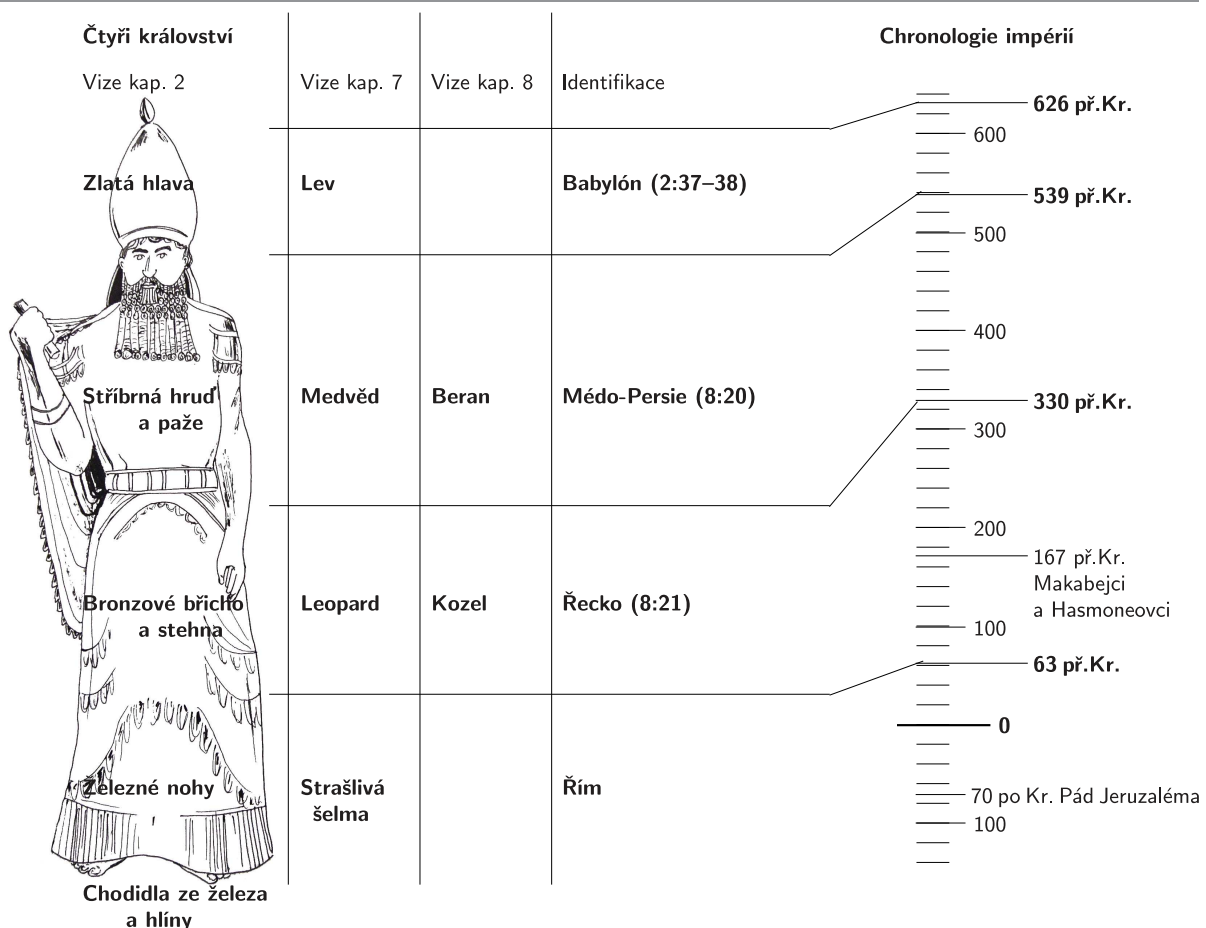 Čtyři království
Chronologie impérií
Vize kap. 2
Vize kap. 7
Vize kap. 8
Identifikace
626 př.Kr.
600
Zlatá hlava
Lev
Babylón (2:37–38)
539 př.Kr.
500
400
Stříbrná hruď
a paže
Medvěd
Beran
Médo-Persie (8:20)
330 př.Kr.
300
200
167 př.Kr.
Makabejci
a Hasmoneovci
Bronzové břicho
a stehna
Leopard
Kozel
Řecko (8:21)
100
63 př.Kr.
0
Železné nohy
Strašlivá
šelma
Řím
70 po Kr. Pád Jeruzaléma
100
Chodidla ze železa
a hlíny